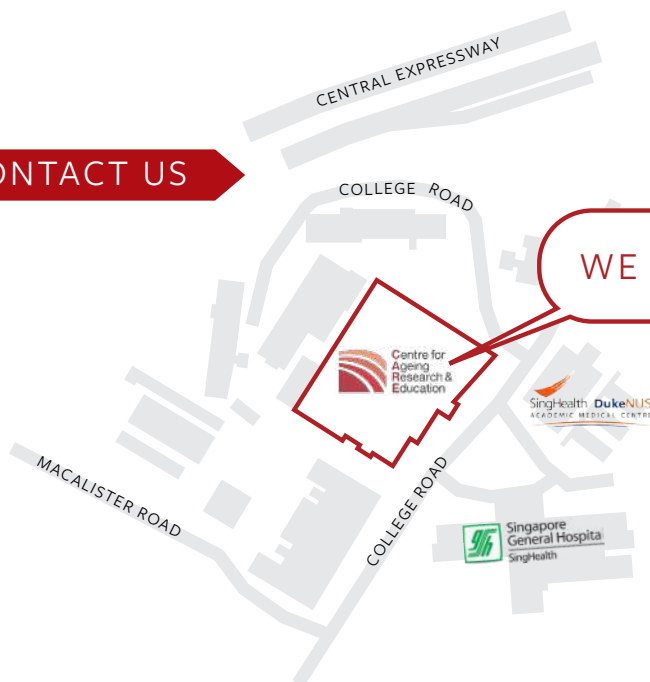 CENTRAL EXPRESSWAY
ONTACT US
COLLEGE ROAD
WE
Centre for
Ageing
Research &
Education
SingHealth DukeNUS
ACADEMIC MEDICAL CENTRE
MACALISTER ROAD
COLLEGE ROAD
Singapore
General Hospital
SingHealth